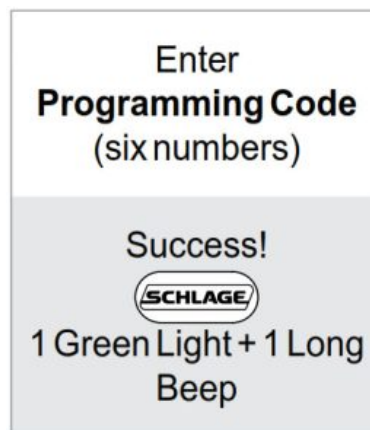 Enter
Programming Code
(six numbers)
Success!
SCHLAGE
1 Green Light + 1 Long
Beep